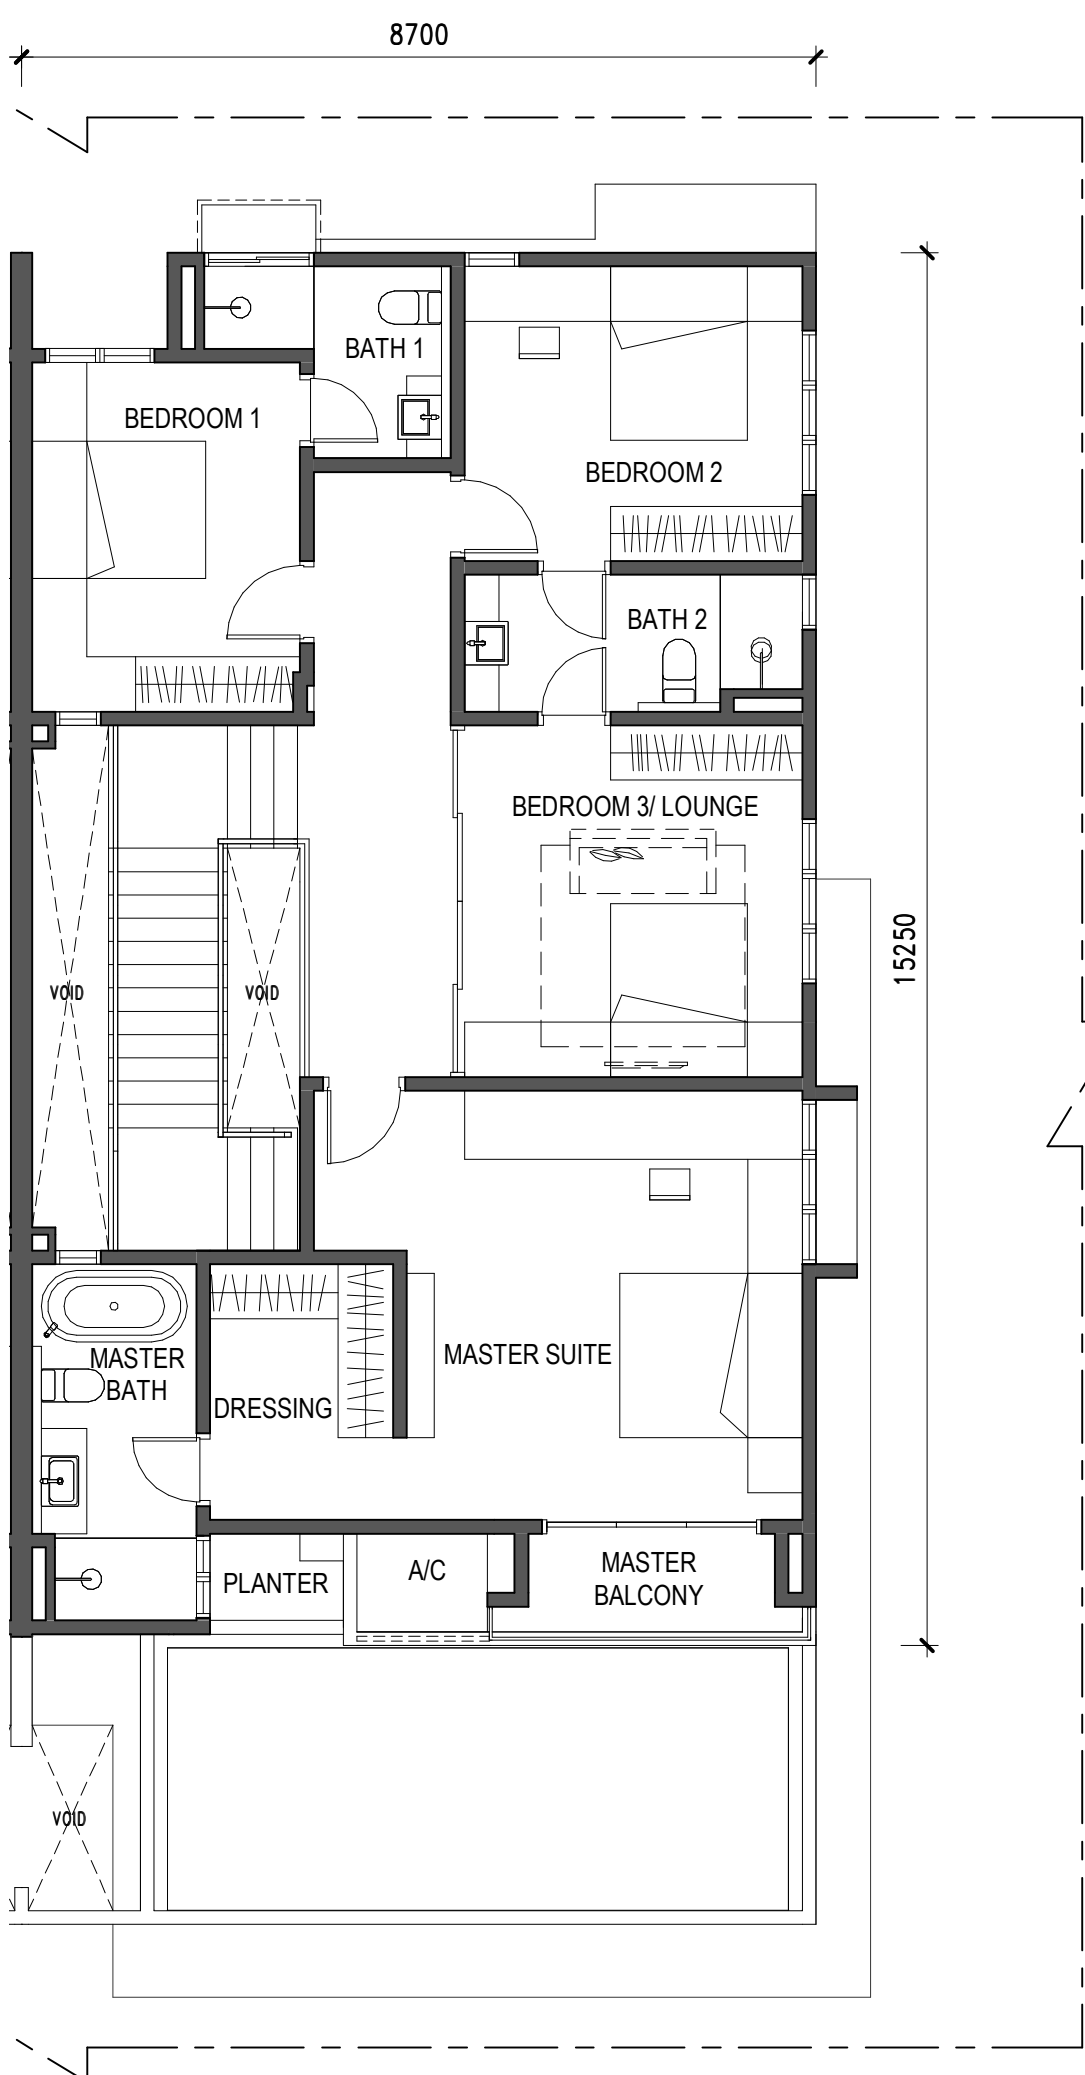 8700
BATH 1
BEDROOM 1
BEDROOM 2
BATH 2
BEDROOM 3/ LOUNGE
15250
VOID
VOID
MASTER
BATH
MASTER SUITE
DRESSING
PLANTER
A/C
MASTER
BALCONY
VOID